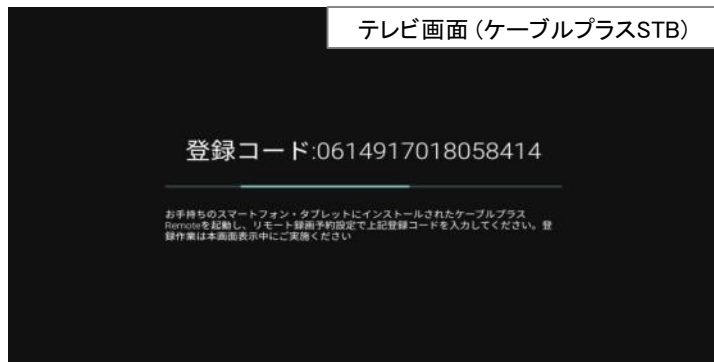 テレビ画面（ケーブルプラスSTB）
登録コード:0614917018058414
お手持ちのスマートフォン・タブレットにインストールされたケーブルプラス
Remoteを起動し、リモート録画予約設定で上記登録コードを入力してください。登
録作業は本画面表示中にご実施ください